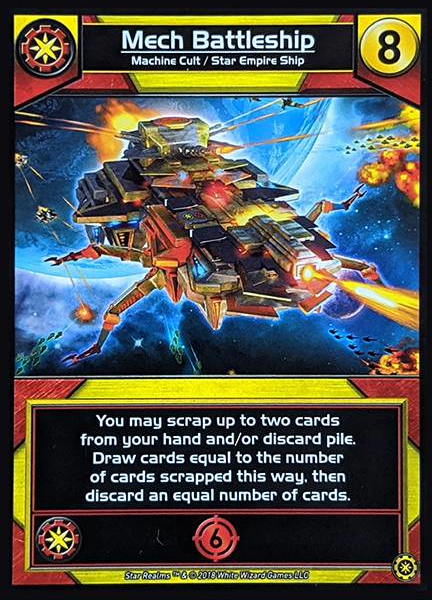 Mech Battleship
8
Machine Cult / Star Empire Ship
You may scrap up to two cards
from your hand and/or discard pile.
Draw cards equal to the number
of cards scrapped this way, then
discard an equal number of cards.
6
Star Realms ™ & © 2018 White Wizard Games LLC